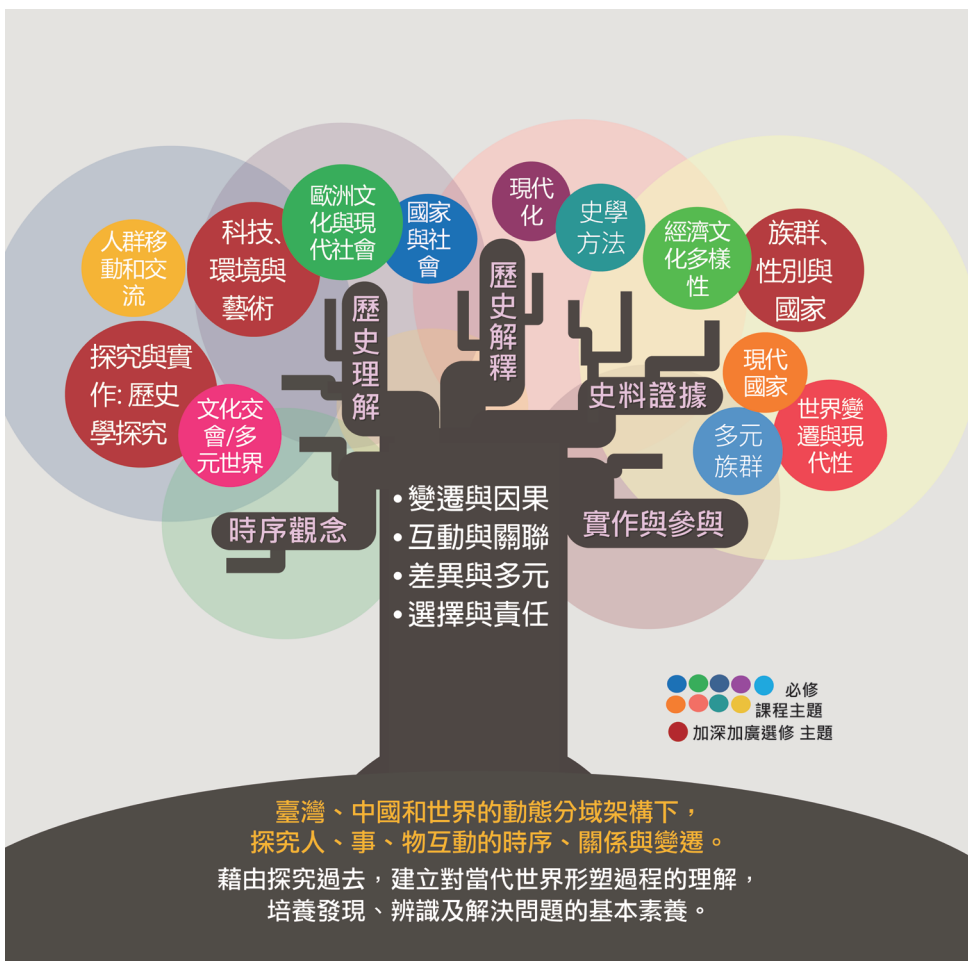 人群移
動和交
流
科技、
環境與
藝術
歐洲文
化與現
代社會
國家
與社
會
現代
化
史學
方法
經濟文
化多樣
性
族群、
性別與
國家
探究與實
作: 歷史
學探究
文化交
會/多
元世界
現代
國家
多元
族群
世界變
遷與現
代性
歷史理解
歷史解釋
史料證據
時序觀念
實作與參與
•變遷與因果
•互動與關聯
•差異與多元
•選擇與責任
必修
課程主題
加深加廣選修 主題
臺灣、中國和世界的動態分域架構下，
探究人、事、物互動的時序、關係與變遷。
藉由探究過去，建立對當代世界形塑過程的理解，
培養發現、辨識及解決問題的基本素養。